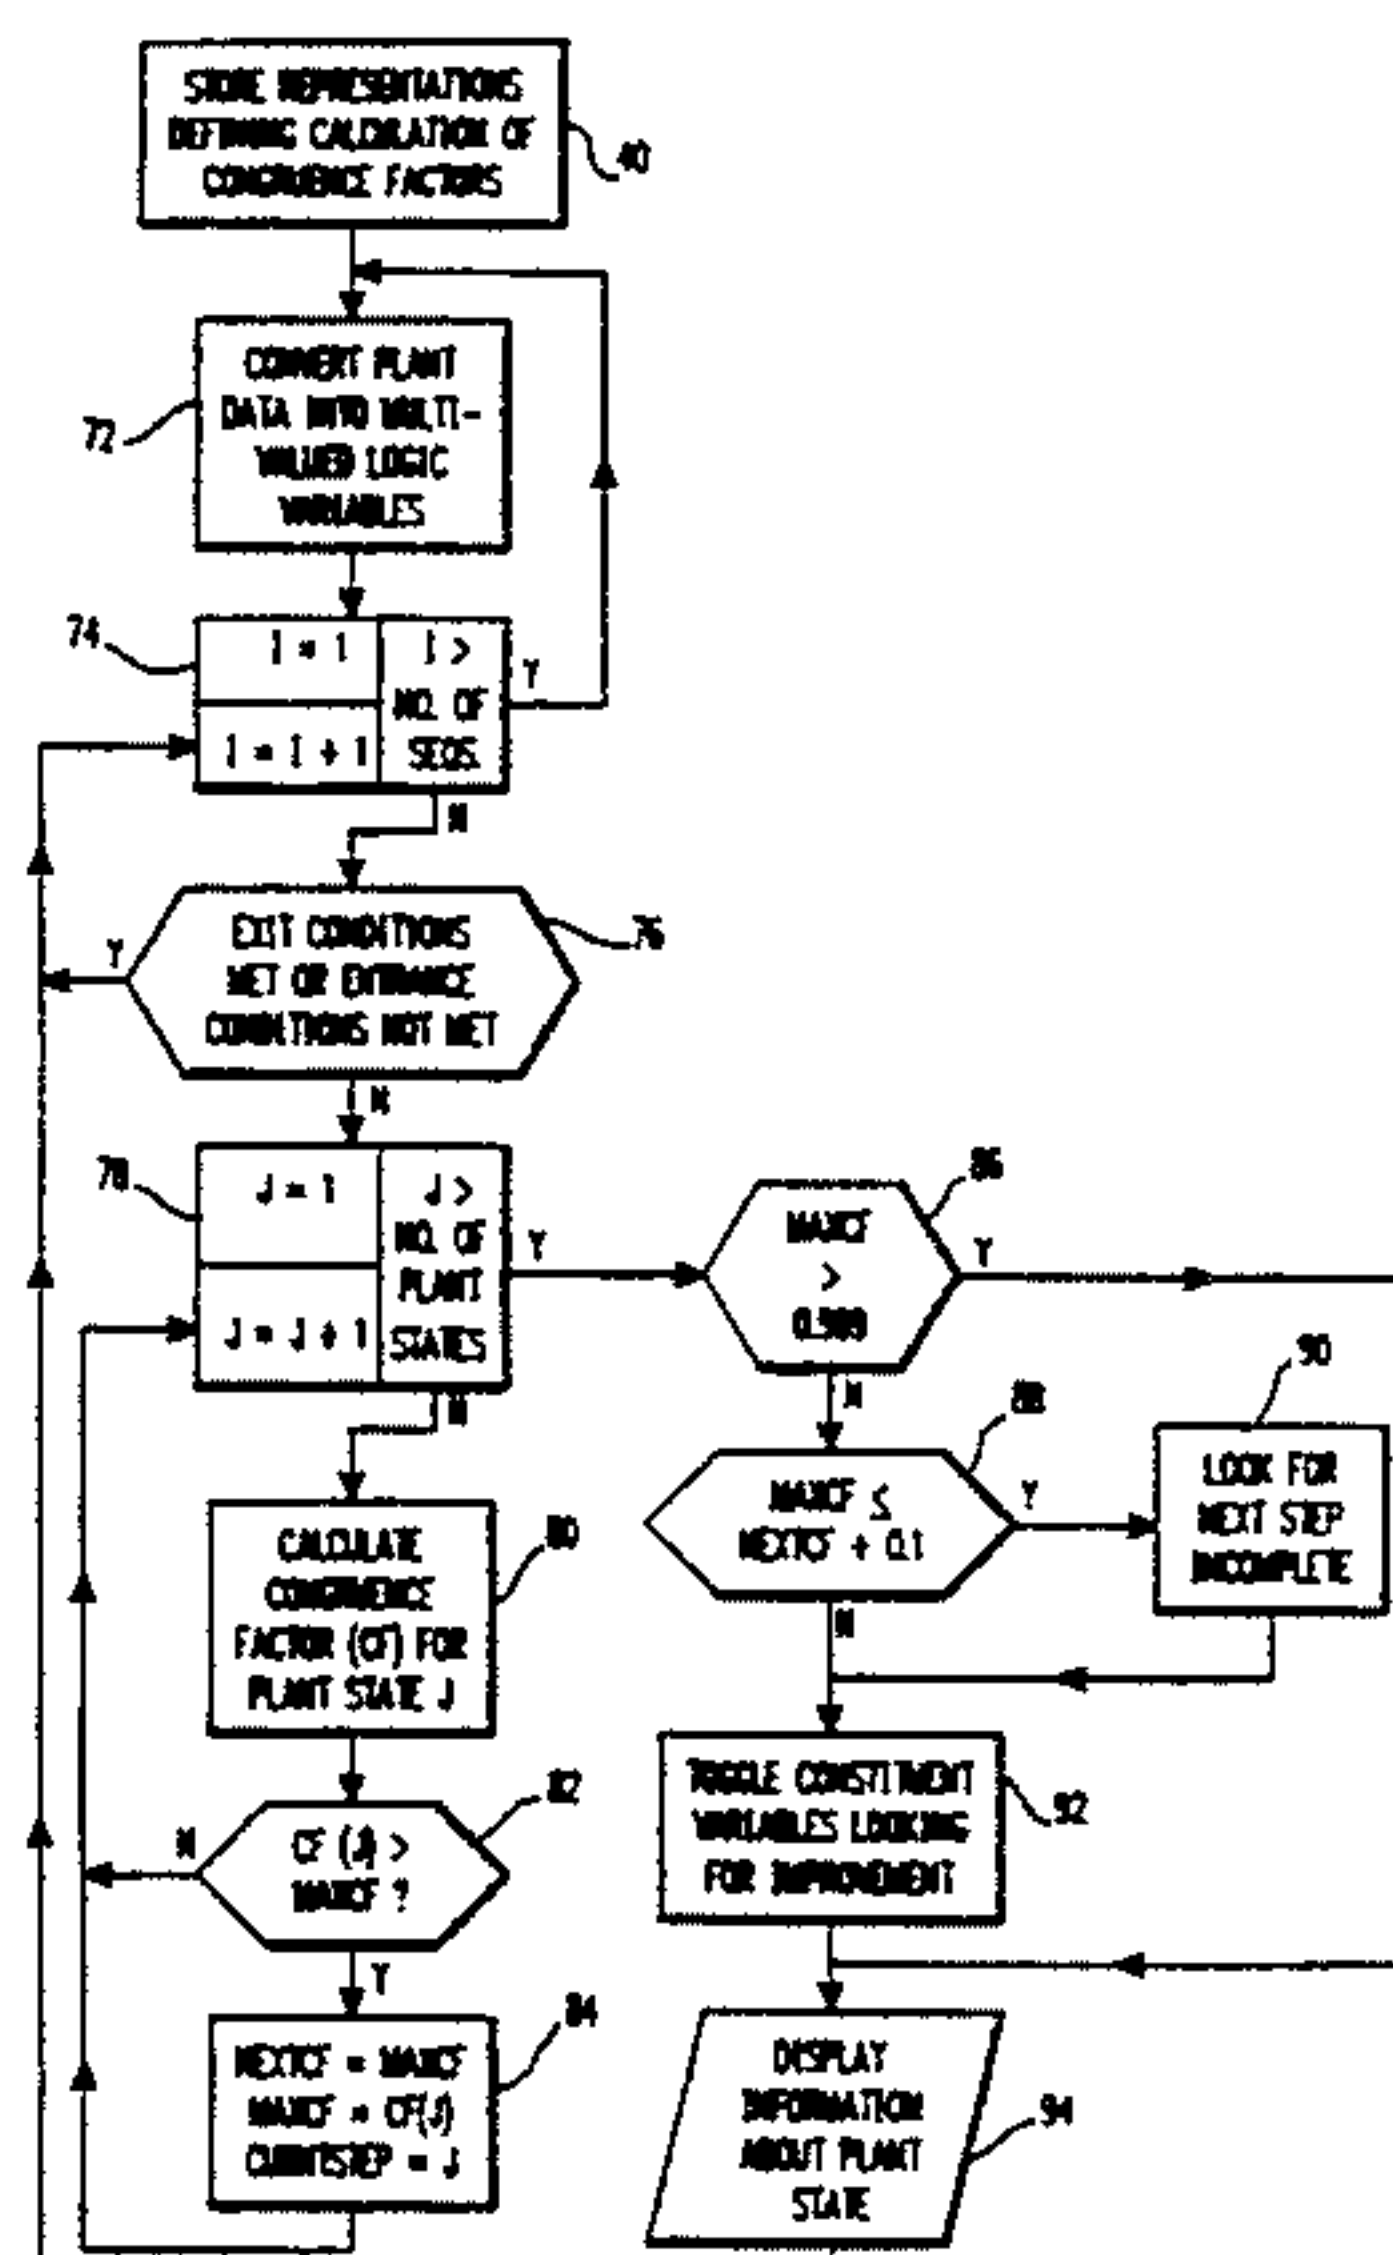 STORE REPRESENTATIONS
DEFINING CALCULATION OF
CONGRUENCE FACTORS
40
CONVERT PLANT
DATA INTO MULTI-
VALUED LOGIC
VARIABLES
72
74
I = 1
I = I + 1
I >
NO. OF
SEQS.
Y
N
EXIT CONDITIONS
MET OR ENTRANCE
CONDITIONS NOT MET
76
Y
N
78
J = 1
J = J + 1
J >
NO. OF
PLANT
STATES
Y
N
MAXCF
>
86
Y
N
MAXCF ≤
NEXTCF + 0.1
88
Y
N
90
LOOK FOR
NEXT STEP
INCOMPLETE
CALCULATE
CONGRUENCE
FACTOR (CF) FOR
PLANT STATE J
80
TOGGLE CONSTITUENT
VARIABLES LOOKING
FOR IMPROVEMENT
92
CF (J) >
MAXCF ?
82
N
Y
NEXTCF = MAXCF
MAXCF = CF(J)
= J
84
DISPLAY
INFORMATION
ABOUT PLANT
STATE
94